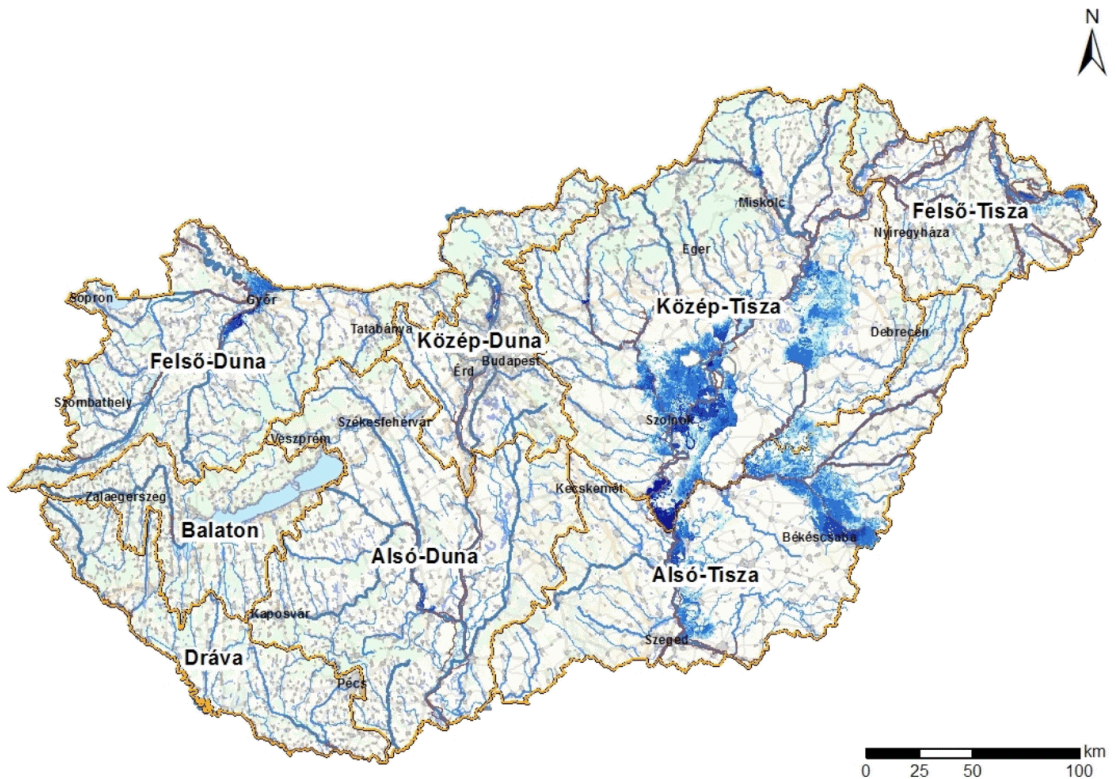 N
Miskolc
Felső-Tisza
Nyíregyháza
Eger
Sopron
Győr
Közép-Tisza
Tatabánya
Közép-Duna
Debrecen
Felső-Duna
Budapest
Érd
Szombathely
Székesfehérvár
Szolnok
Veszprém
Zalaegerszeg
Kecskemét
Balaton
Békéscsaba
Alsó-Duna
Alsó-Tisza
Kaposvár
Szeged
Dráva
Pécs
km
0 25 50 100